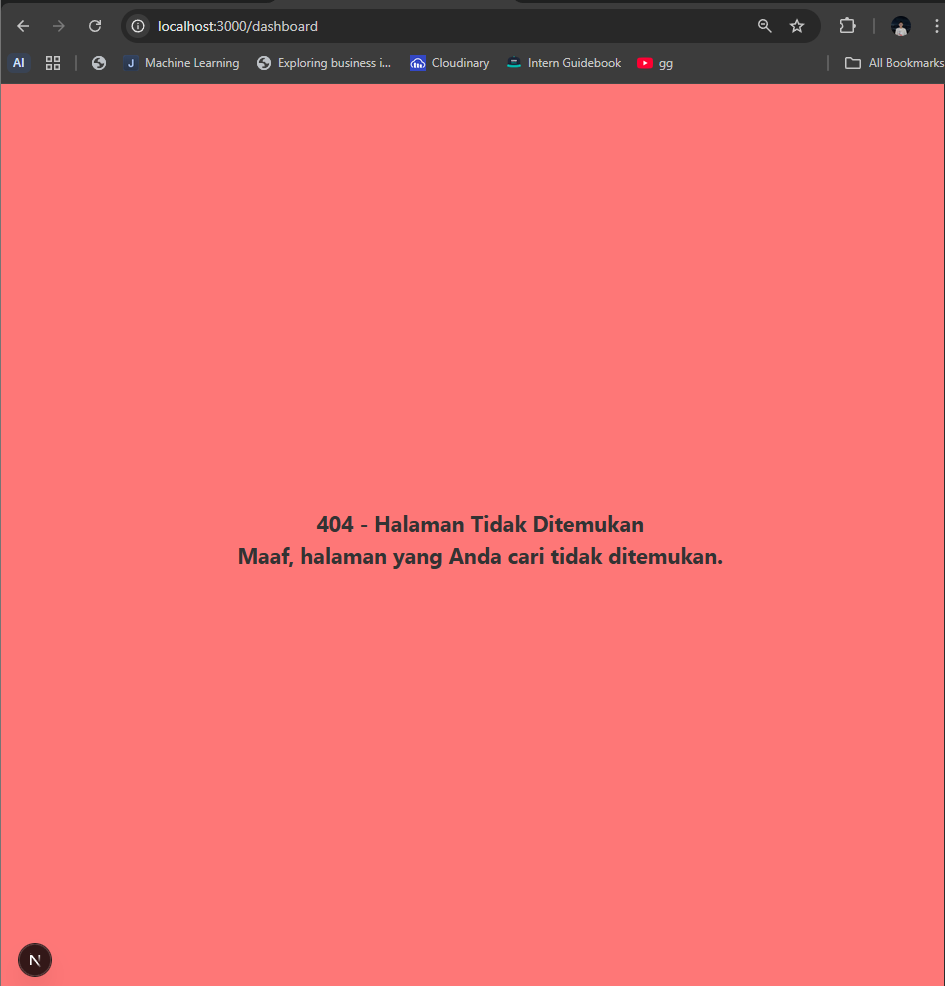 localhost:3000/dashboard
AI
J Machine Learning
Exploring business i...
Cloudinary
Intern Guidebook
gg
All Bookmarks
404 - Halaman Tidak Ditemukan
Maaf, halaman yang Anda cari tidak ditemukan.
N